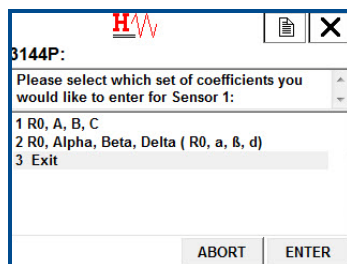 H
3144P:
Please select which set of coefficients you
would like to enter for Sensor 1:
1 R0, A, B, C
2 R0, Alpha, Beta, Delta ( R0, a, ß, d)
3 Exit
ABORT
ENTER